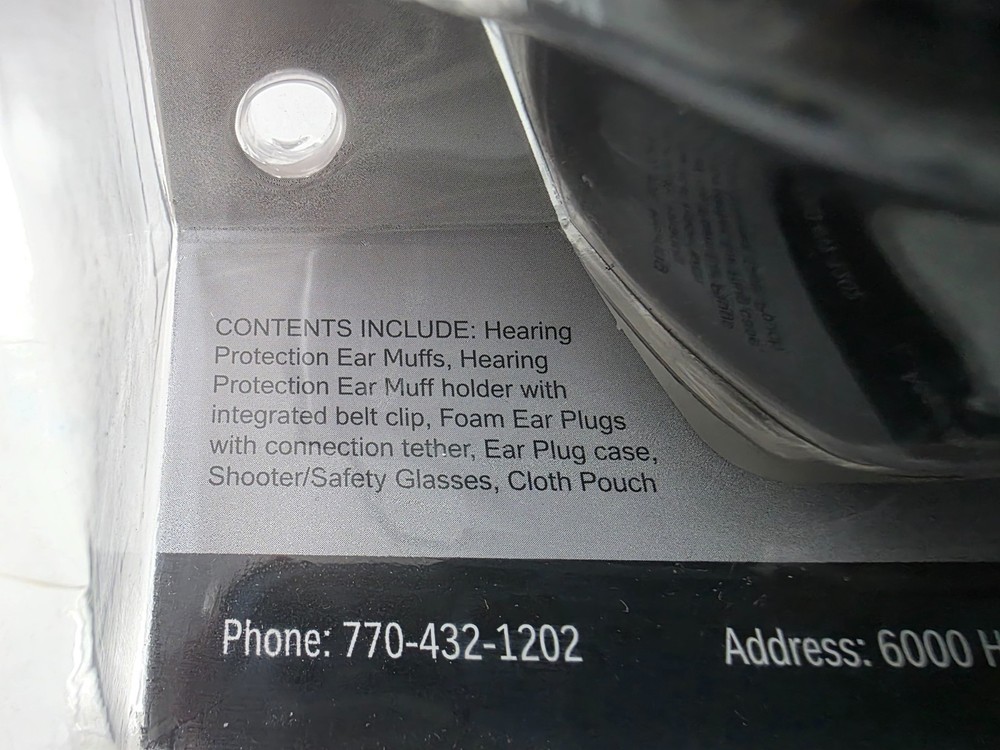 CONTENTS INCLUDE: Hearing
Protection Ear Muffs, Hearing
Protection Ear Muff holder with
integrated belt clip, Foam Ear Plugs
with connection tether, Ear Plug case,
Shooter/Safety Glasses, Cloth Pouch
Phone: 770-432-1202
Address: 6000 H